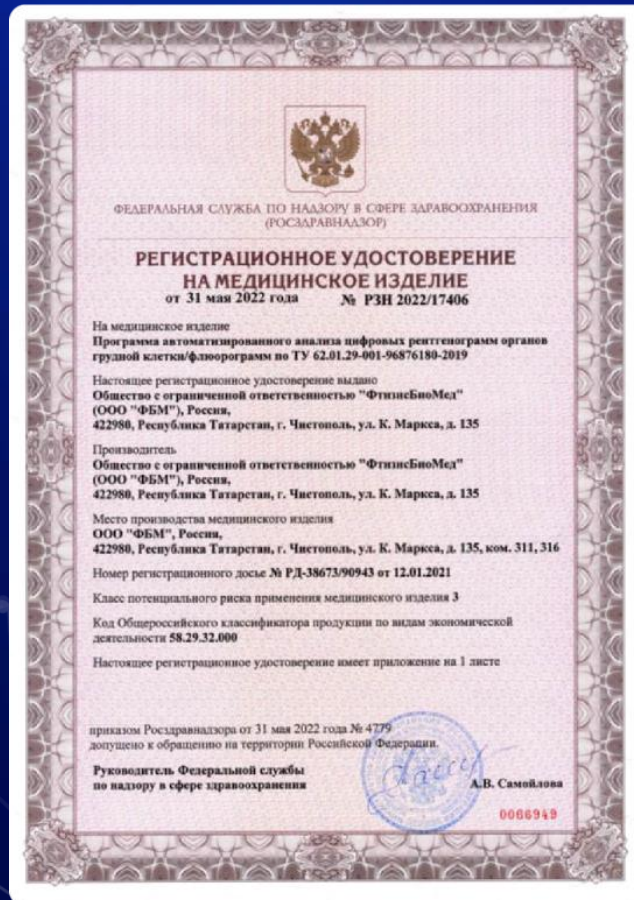 ФЕДЕРАЛЬНАЯ СЛУЖБА ПО НАДЗОРУ В СФЕРЕ ЗДРАВООХРАНЕНИЯ
(РОСЗДРАВНАДЗОР)
РЕГИСТРАЦИОННОЕ УДОСТОВЕРЕНИЕ
НА МЕДИЦИНСКОЕ ИЗДЕЛИЕ
от 31 мая 2022 года № РЗН 2022/17406
На медицинское изделие
Программа автоматизированного анализа цифровых рентгенограмм органов
грудной клетки/флюорограмм по ТУ 62.01.29-001-96876180-2019
Настоящее регистрационное удостоверение выдано
Общество с ограниченной ответственностью "ФтизисБиоМед"
(ООО "ФБМ"), Россия,
422980, Республика Татарстан, г. Чистополь, ул. К. Маркса, д. 135
Производитель
Общество с ограниченной ответственностью "ФтизисБиоМед"
(ООО "ФБМ"), Россия,
422980, Республика Татарстан, г. Чистополь, ул. К. Маркса, д. 135
Место производства медицинского изделия
ООО "ФБМ", Россия,
422980, Республика Татарстан, г. Чистополь, ул. К. Маркса, д. 135, ком. 311, 316
Номер регистрационного досье № РД-38673/90943 от 12.01.2021
Класс потенциального риска применения медицинского изделия 3
Код Общероссийского классификатора продукции по видам экономической
деятельности 58.29.32.000
Настоящее регистрационное удостоверение имеет приложение на 1 листе
приказом Росздравнадзора от 31 мая 2022 года № 4779
допущено к обращению на территории Российской Федерации.
Руководитель Федеральной службы
по надзору в сфере здравоохранения
А.В. Самойлова
0066949